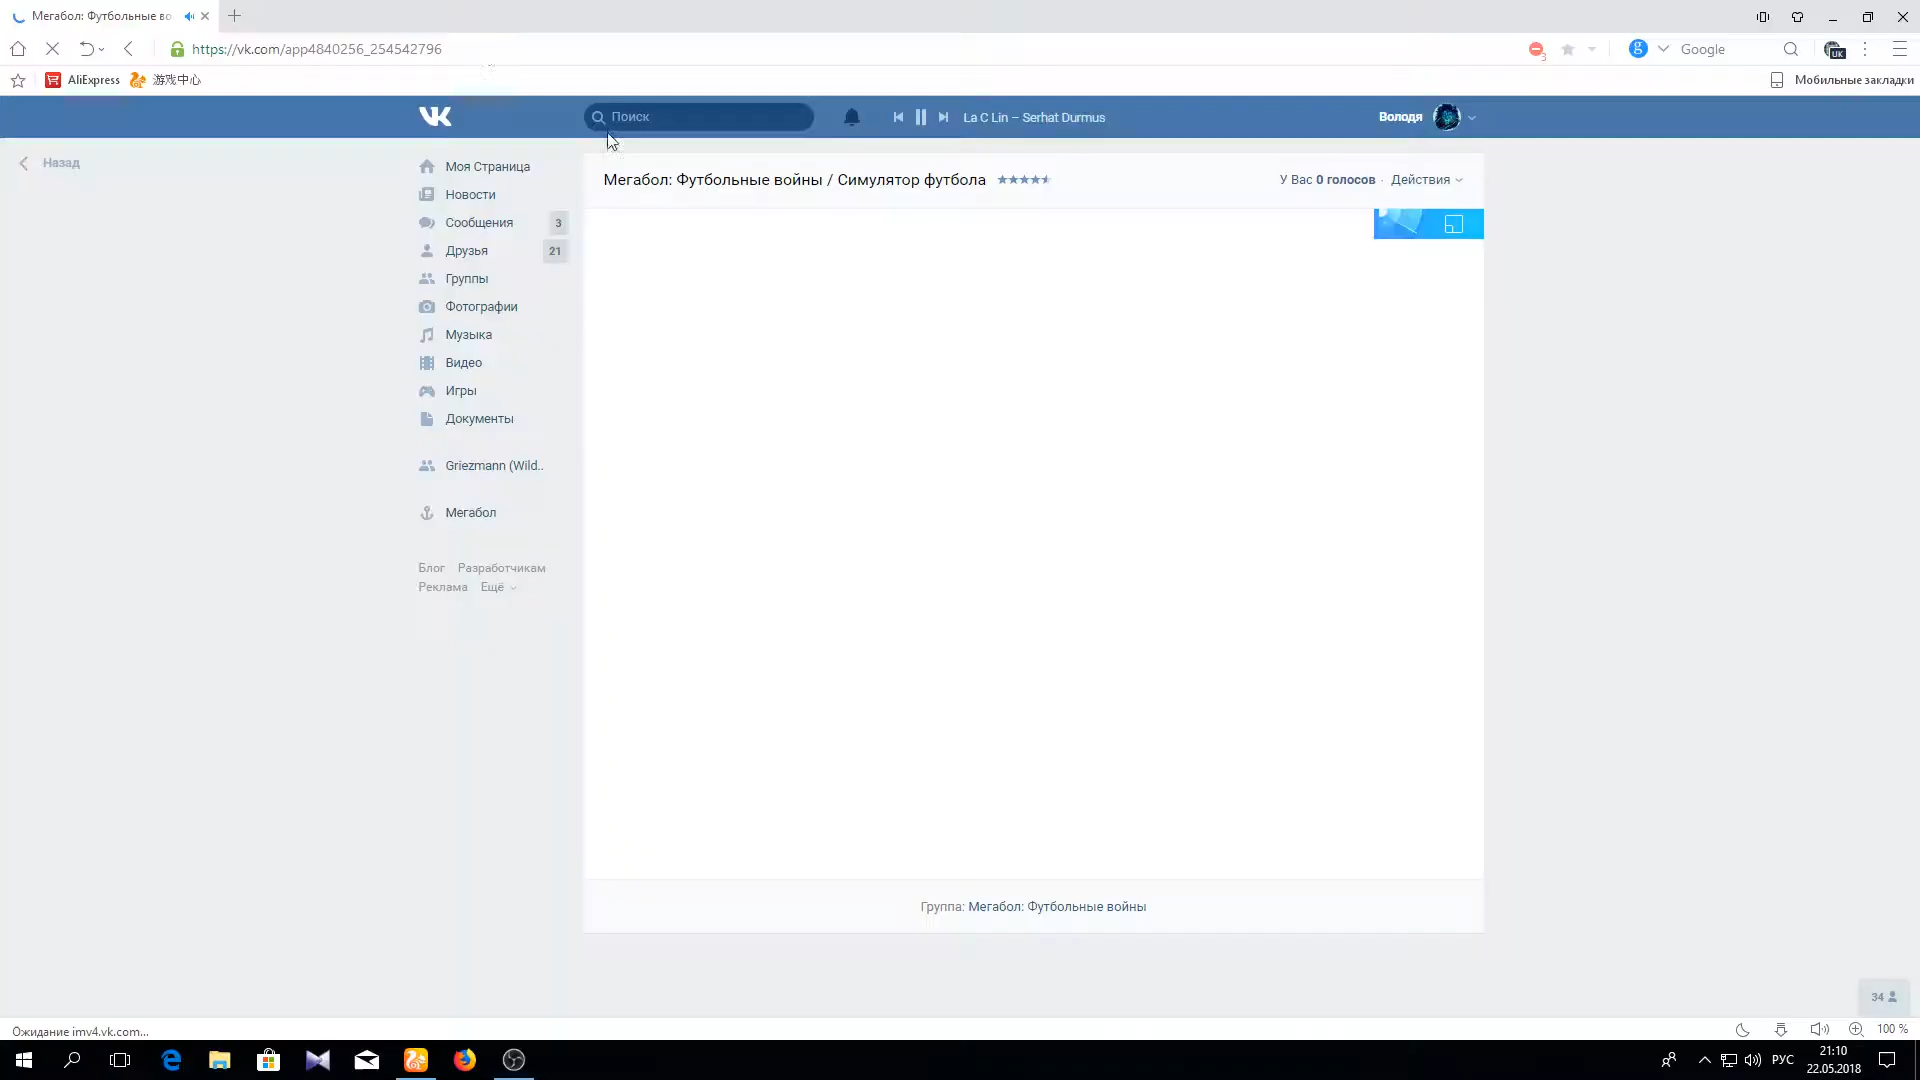 Мегабол: Футбольные во
https://vk.com/app4840256_254542796
3
Google
UK
AliExpress
游戏中心
Мобильные закладки
Поиск
La C Lin – Serhat Durmus
Володя
Назад
Моя Страница
Новости
Сообщения 3
Друзья 21
Группы
Фотографии
Музыка
Видео
Игры
Документы
Griezmann (Wild..
Мегабол
Блог Разработчикам
Реклама Ещё
Мегабол: Футбольные войны / Симулятор футбола
У Вас 0 голосов · Действия
Группа: Мегабол: Футбольные войны
34
Ожидание imv4.vk.com...
100 %
РУС
21:10
22.05.2018